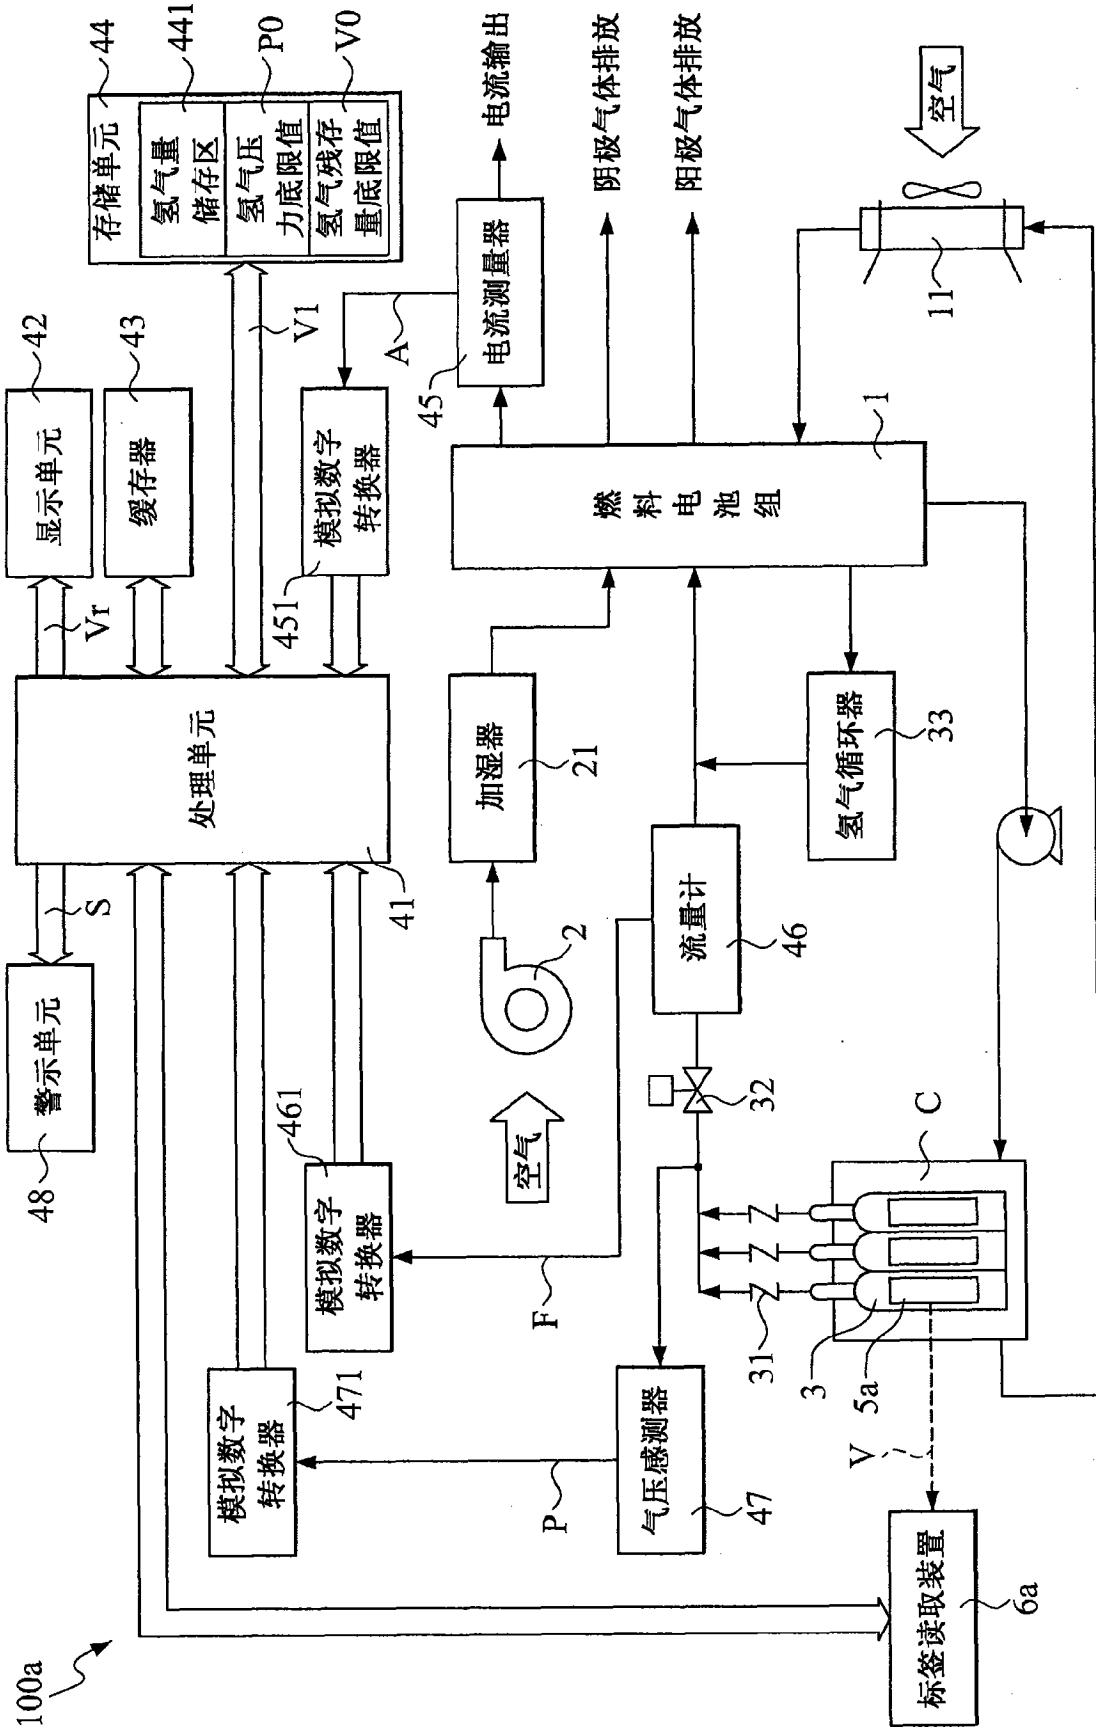 100a
48
警示单元
S
41
处理单元
Vr
显示单元
42
缓存器
43
存储单元
44
氢气量
储存区
441
氢气压
力底限值
P0
氢气残存
量底限值
V0
V1
模拟数字
转换器
471
模拟数字
转换器
461
模拟数字
转换器
451
A
45
电流测量器
电流输出
P
F
空气
2
加湿器
21
燃料电池组
1
阴极气体排放
阳极气体排放
气压感测器
47
32
流量计
46
氢气循环器
33
11
空气
31
3
5a
C
V
标签读取装置
6a